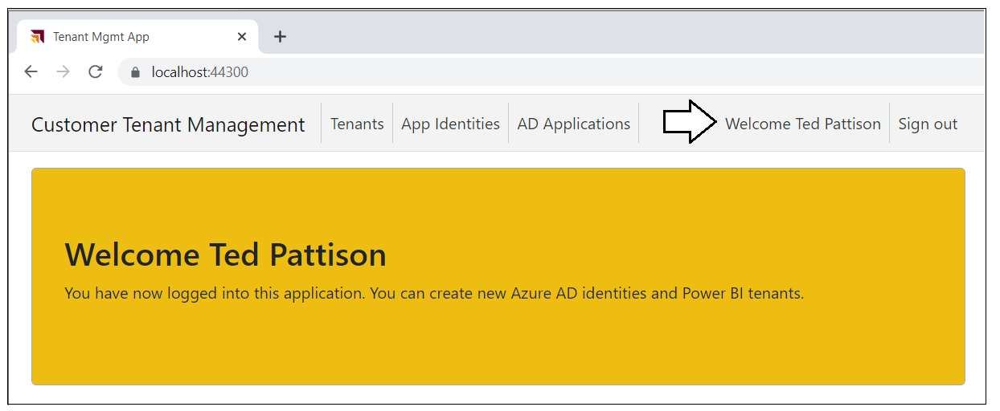 Tenant Mgmt App
localhost:44300
Customer Tenant Management Tenants App Identities AD Applications Welcome Ted Pattison Sign out
Welcome Ted Pattison
You have now logged into this application. You can create new Azure AD identities and Power BI tenants.